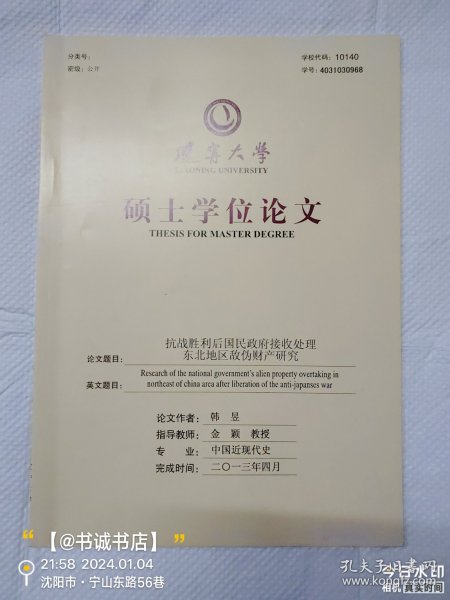 分类号:
密级: 公开
学校代码: 10140
学号: 4031030968
辽宁大学
LIAONING UNIVERSITY
硕士学位论文
THESIS FOR MASTER DEGREE
论文题目: 抗战胜利后国民政府接收处理
东北地区敌伪财产研究
英文题目: Research of the national government's alien property overtaking in
northeast of china area after liberation of the anti-japanses war
论文作者: 韩 昱
指导教师: 金 颖 教授
专 业: 中国近现代史
完成时间: 二〇一三年四月
“【@书诚书店】”
21:58 2024.01.04
沈阳市·宁山东路56巷
孔夫子旧书网
今日水印
相机 真实时间